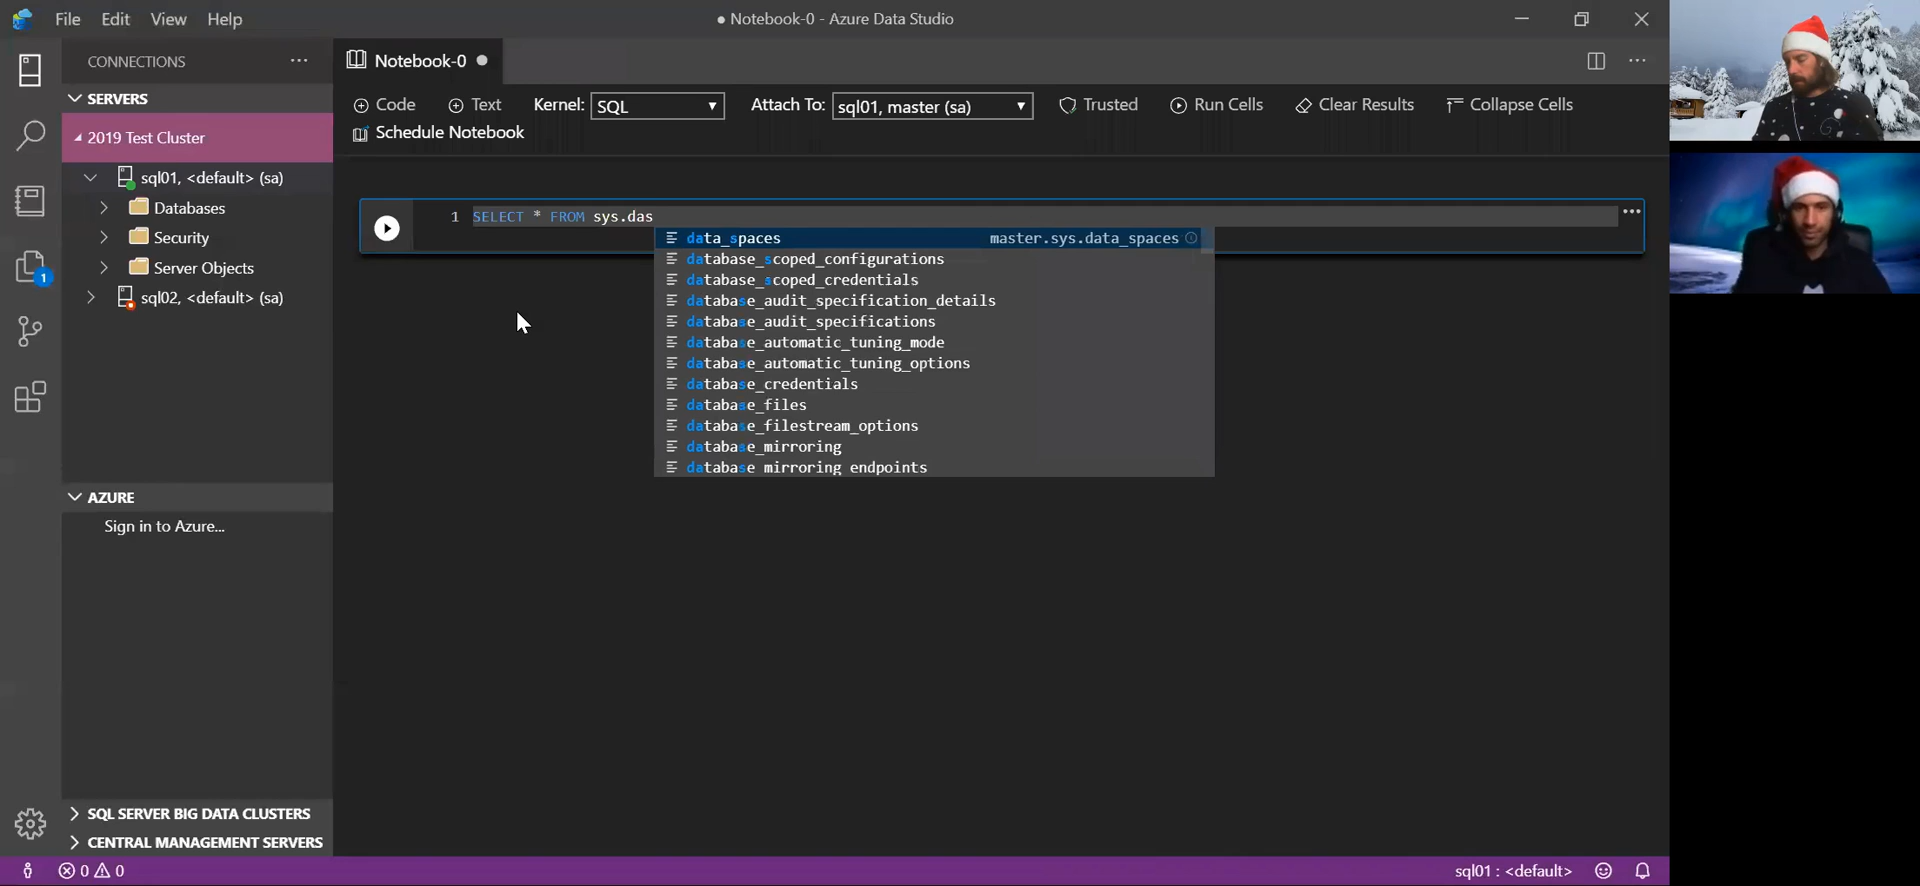 File Edit View Help
● Notebook-0 - Azure Data Studio
CONNECTIONS
SERVERS
2019 Test Cluster
sql01, <default> (sa)
Databases
Security
Server Objects
sql02, <default> (sa)
1
AZURE
Sign in to Azure...
SQL SERVER BIG DATA CLUSTERS
CENTRAL MANAGEMENT SERVERS
Notebook-0 ●
Code Text Kernel: SQL Attach To: sql01, master (sa) Trusted Run Cells Clear Results Collapse Cells
Schedule Notebook
1 SELECT * FROM sys.das
data_spaces master.sys.data_spaces
database_scoped_configurations
database_scoped_credentials
database_audit_specification_details
database_audit_specifications
database_automatic_tuning_mode
database_automatic_tuning_options
database_credentials
database_files
database_filestream_options
database_mirroring
database_mirroring_endpoints
0 0
sql01 : <default>